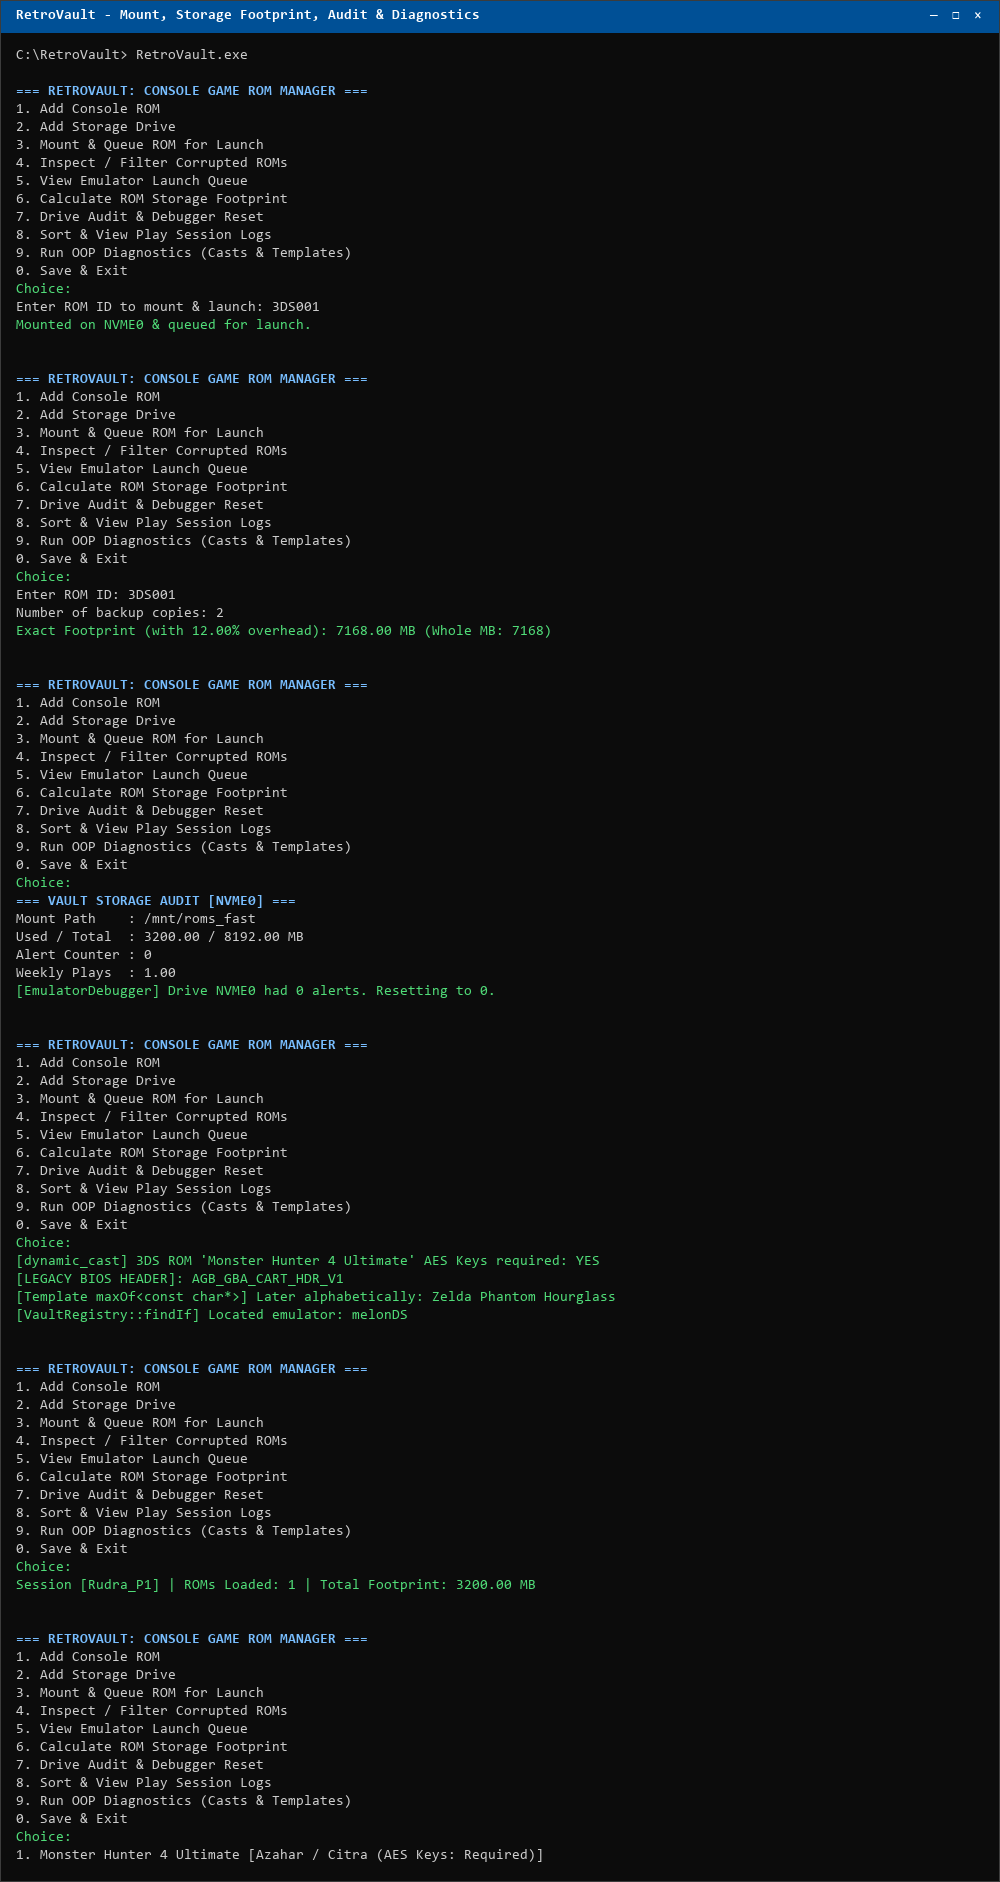 RetroVault - Mount, Storage Footprint, Audit & Diagnostics
C:\RetroVault> RetroVault.exe
=== RETROVAULT: CONSOLE GAME ROM MANAGER ===
1. Add Console ROM
2. Add Storage Drive
3. Mount & Queue ROM for Launch
4. Inspect / Filter Corrupted ROMs
5. View Emulator Launch Queue
6. Calculate ROM Storage Footprint
7. Drive Audit & Debugger Reset
8. Sort & View Play Session Logs
9. Run OOP Diagnostics (Casts & Templates)
0. Save & Exit
Choice:
Enter ROM ID to mount & launch: 3DS001
Mounted on NVME0 & queued for launch.
=== RETROVAULT: CONSOLE GAME ROM MANAGER ===
1. Add Console ROM
2. Add Storage Drive
3. Mount & Queue ROM for Launch
4. Inspect / Filter Corrupted ROMs
5. View Emulator Launch Queue
6. Calculate ROM Storage Footprint
7. Drive Audit & Debugger Reset
8. Sort & View Play Session Logs
9. Run OOP Diagnostics (Casts & Templates)
0. Save & Exit
Choice:
Enter ROM ID: 3DS001
Number of backup copies: 2
Exact Footprint (with 12.00% overhead): 7168.00 MB (Whole MB: 7168)
=== RETROVAULT: CONSOLE GAME ROM MANAGER ===
1. Add Console ROM
2. Add Storage Drive
3. Mount & Queue ROM for Launch
4. Inspect / Filter Corrupted ROMs
5. View Emulator Launch Queue
6. Calculate ROM Storage Footprint
7. Drive Audit & Debugger Reset
8. Sort & View Play Session Logs
9. Run OOP Diagnostics (Casts & Templates)
0. Save & Exit
Choice:
=== VAULT STORAGE AUDIT [NVME0] ===
Mount Path    : /mnt/roms_fast
Used / Total  : 3200.00 / 8192.00 MB
Alert Counter : 0
Weekly Plays  : 1.00
[EmulatorDebugger] Drive NVME0 had 0 alerts. Resetting to 0.
=== RETROVAULT: CONSOLE GAME ROM MANAGER ===
1. Add Console ROM
2. Add Storage Drive
3. Mount & Queue ROM for Launch
4. Inspect / Filter Corrupted ROMs
5. View Emulator Launch Queue
6. Calculate ROM Storage Footprint
7. Drive Audit & Debugger Reset
8. Sort & View Play Session Logs
9. Run OOP Diagnostics (Casts & Templates)
0. Save & Exit
Choice:
[dynamic_cast] 3DS ROM 'Monster Hunter 4 Ultimate' AES Keys required: YES
[LEGACY BIOS HEADER]: AGB_GBA_CART_HDR_V1
[Template maxOf<const char*>] Later alphabetically: Zelda Phantom Hourglass
[VaultRegistry::findIf] Located emulator: melonDS
=== RETROVAULT: CONSOLE GAME ROM MANAGER ===
1. Add Console ROM
2. Add Storage Drive
3. Mount & Queue ROM for Launch
4. Inspect / Filter Corrupted ROMs
5. View Emulator Launch Queue
6. Calculate ROM Storage Footprint
7. Drive Audit & Debugger Reset
8. Sort & View Play Session Logs
9. Run OOP Diagnostics (Casts & Templates)
0. Save & Exit
Choice:
Session [Rudra_P1] | ROMs Loaded: 1 | Total Footprint: 3200.00 MB
=== RETROVAULT: CONSOLE GAME ROM MANAGER ===
1. Add Console ROM
2. Add Storage Drive
3. Mount & Queue ROM for Launch
4. Inspect / Filter Corrupted ROMs
5. View Emulator Launch Queue
6. Calculate ROM Storage Footprint
7. Drive Audit & Debugger Reset
8. Sort & View Play Session Logs
9. Run OOP Diagnostics (Casts & Templates)
0. Save & Exit
Choice:
1. Monster Hunter 4 Ultimate [Azahar / Citra (AES Keys: Required)]